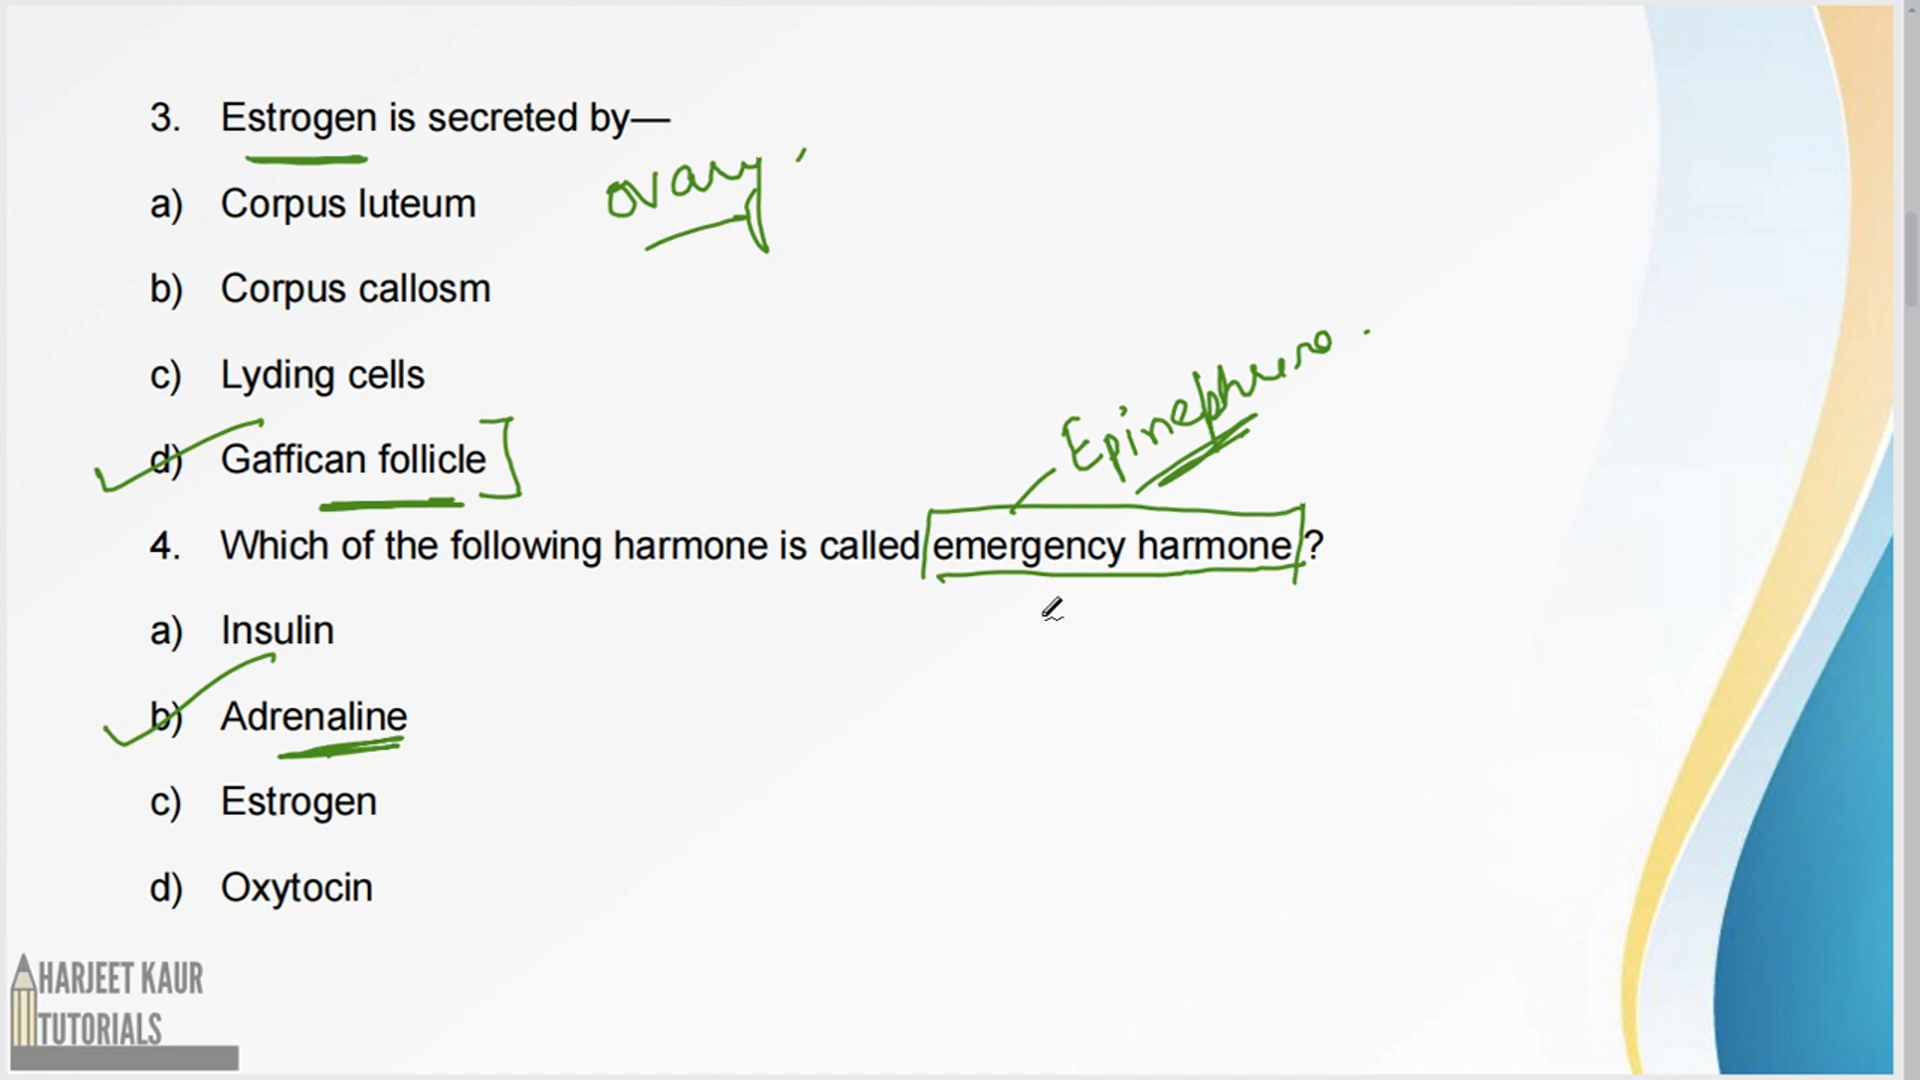 3. Estrogen is secreted by—
ovary
a) Corpus luteum
b) Corpus callosm
c) Lyding cells
d) Gaffican follicle
4. Which of the following harmone is called emergency harmone ?
a) Insulin
b) Adrenaline
c) Estrogen
d) Oxytocin
HARJEET KAUR
TUTORIALS